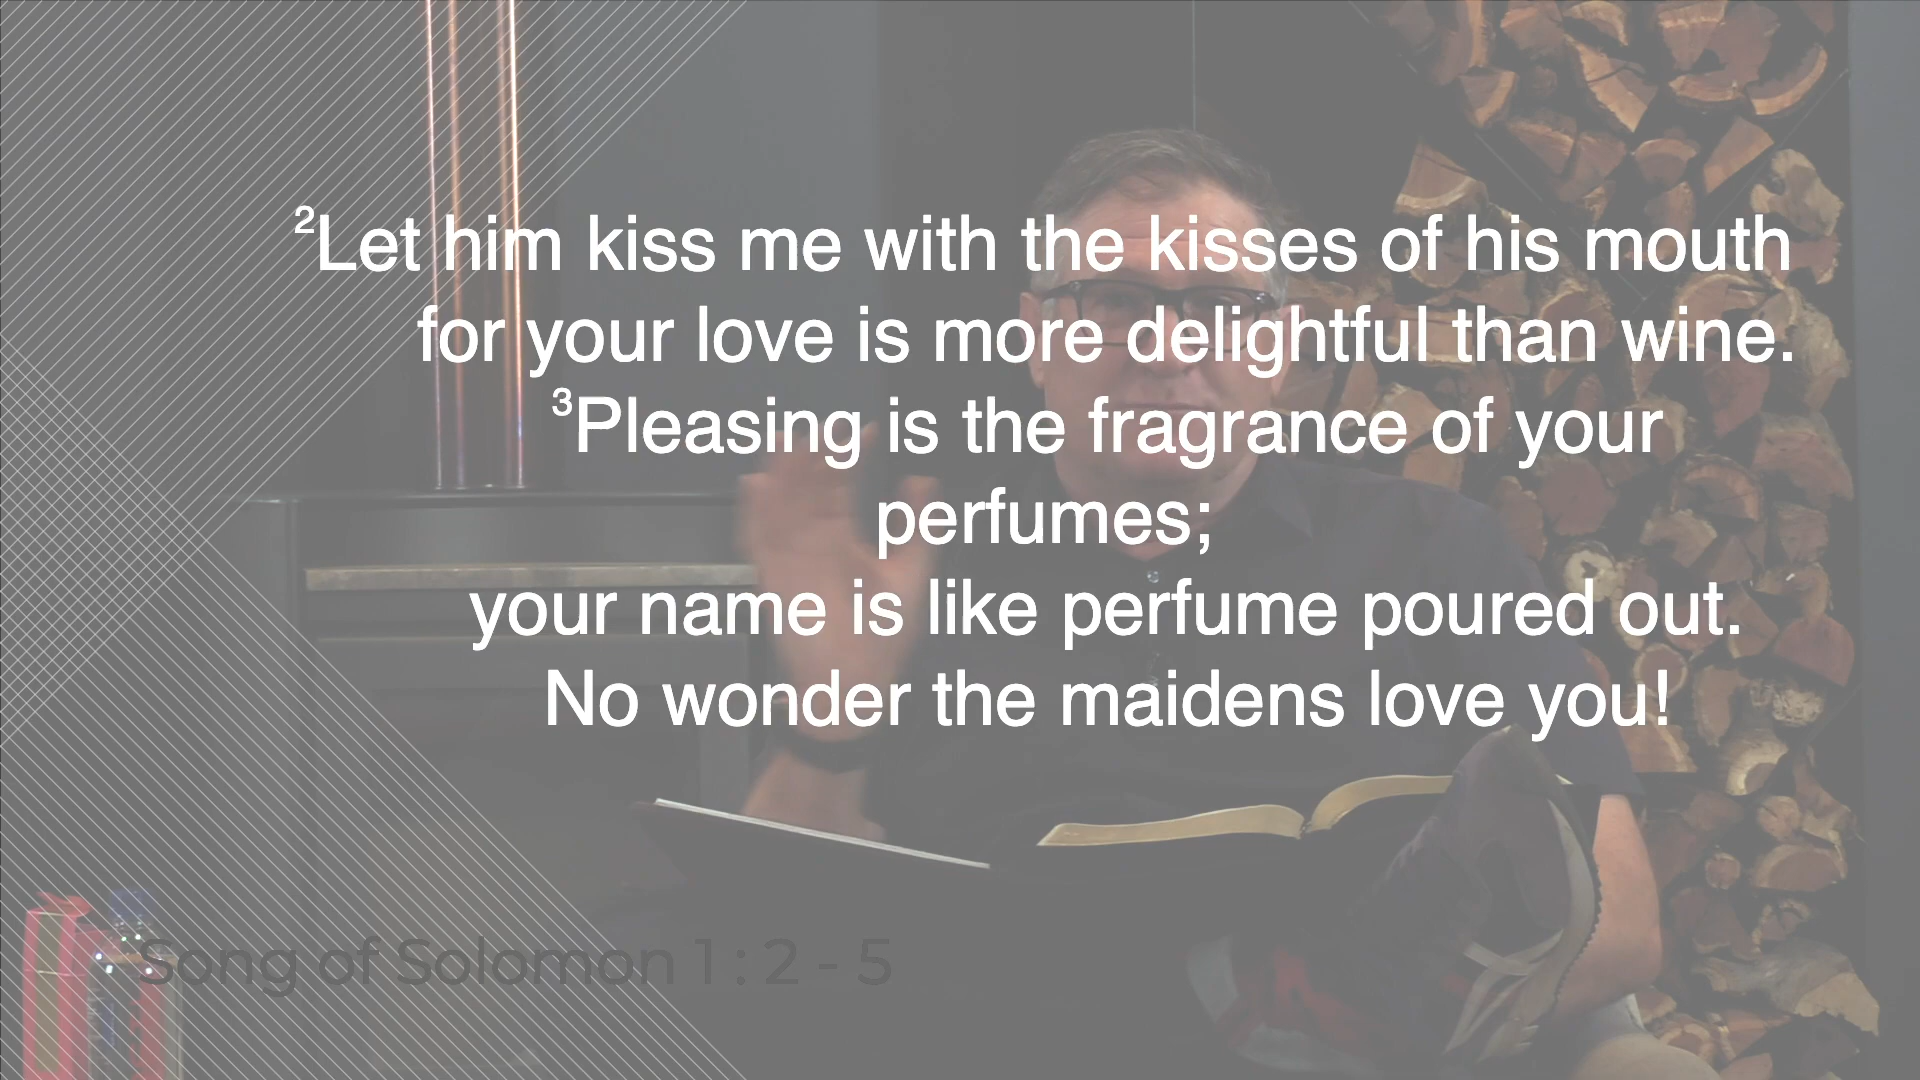 ²Let him kiss me with the kisses of his mouth
for your love is more delightful than wine.
³Pleasing is the fragrance of your
perfumes;
your name is like perfume poured out.
No wonder the maidens love you!
Song of Solomon 1 : 2 - 5